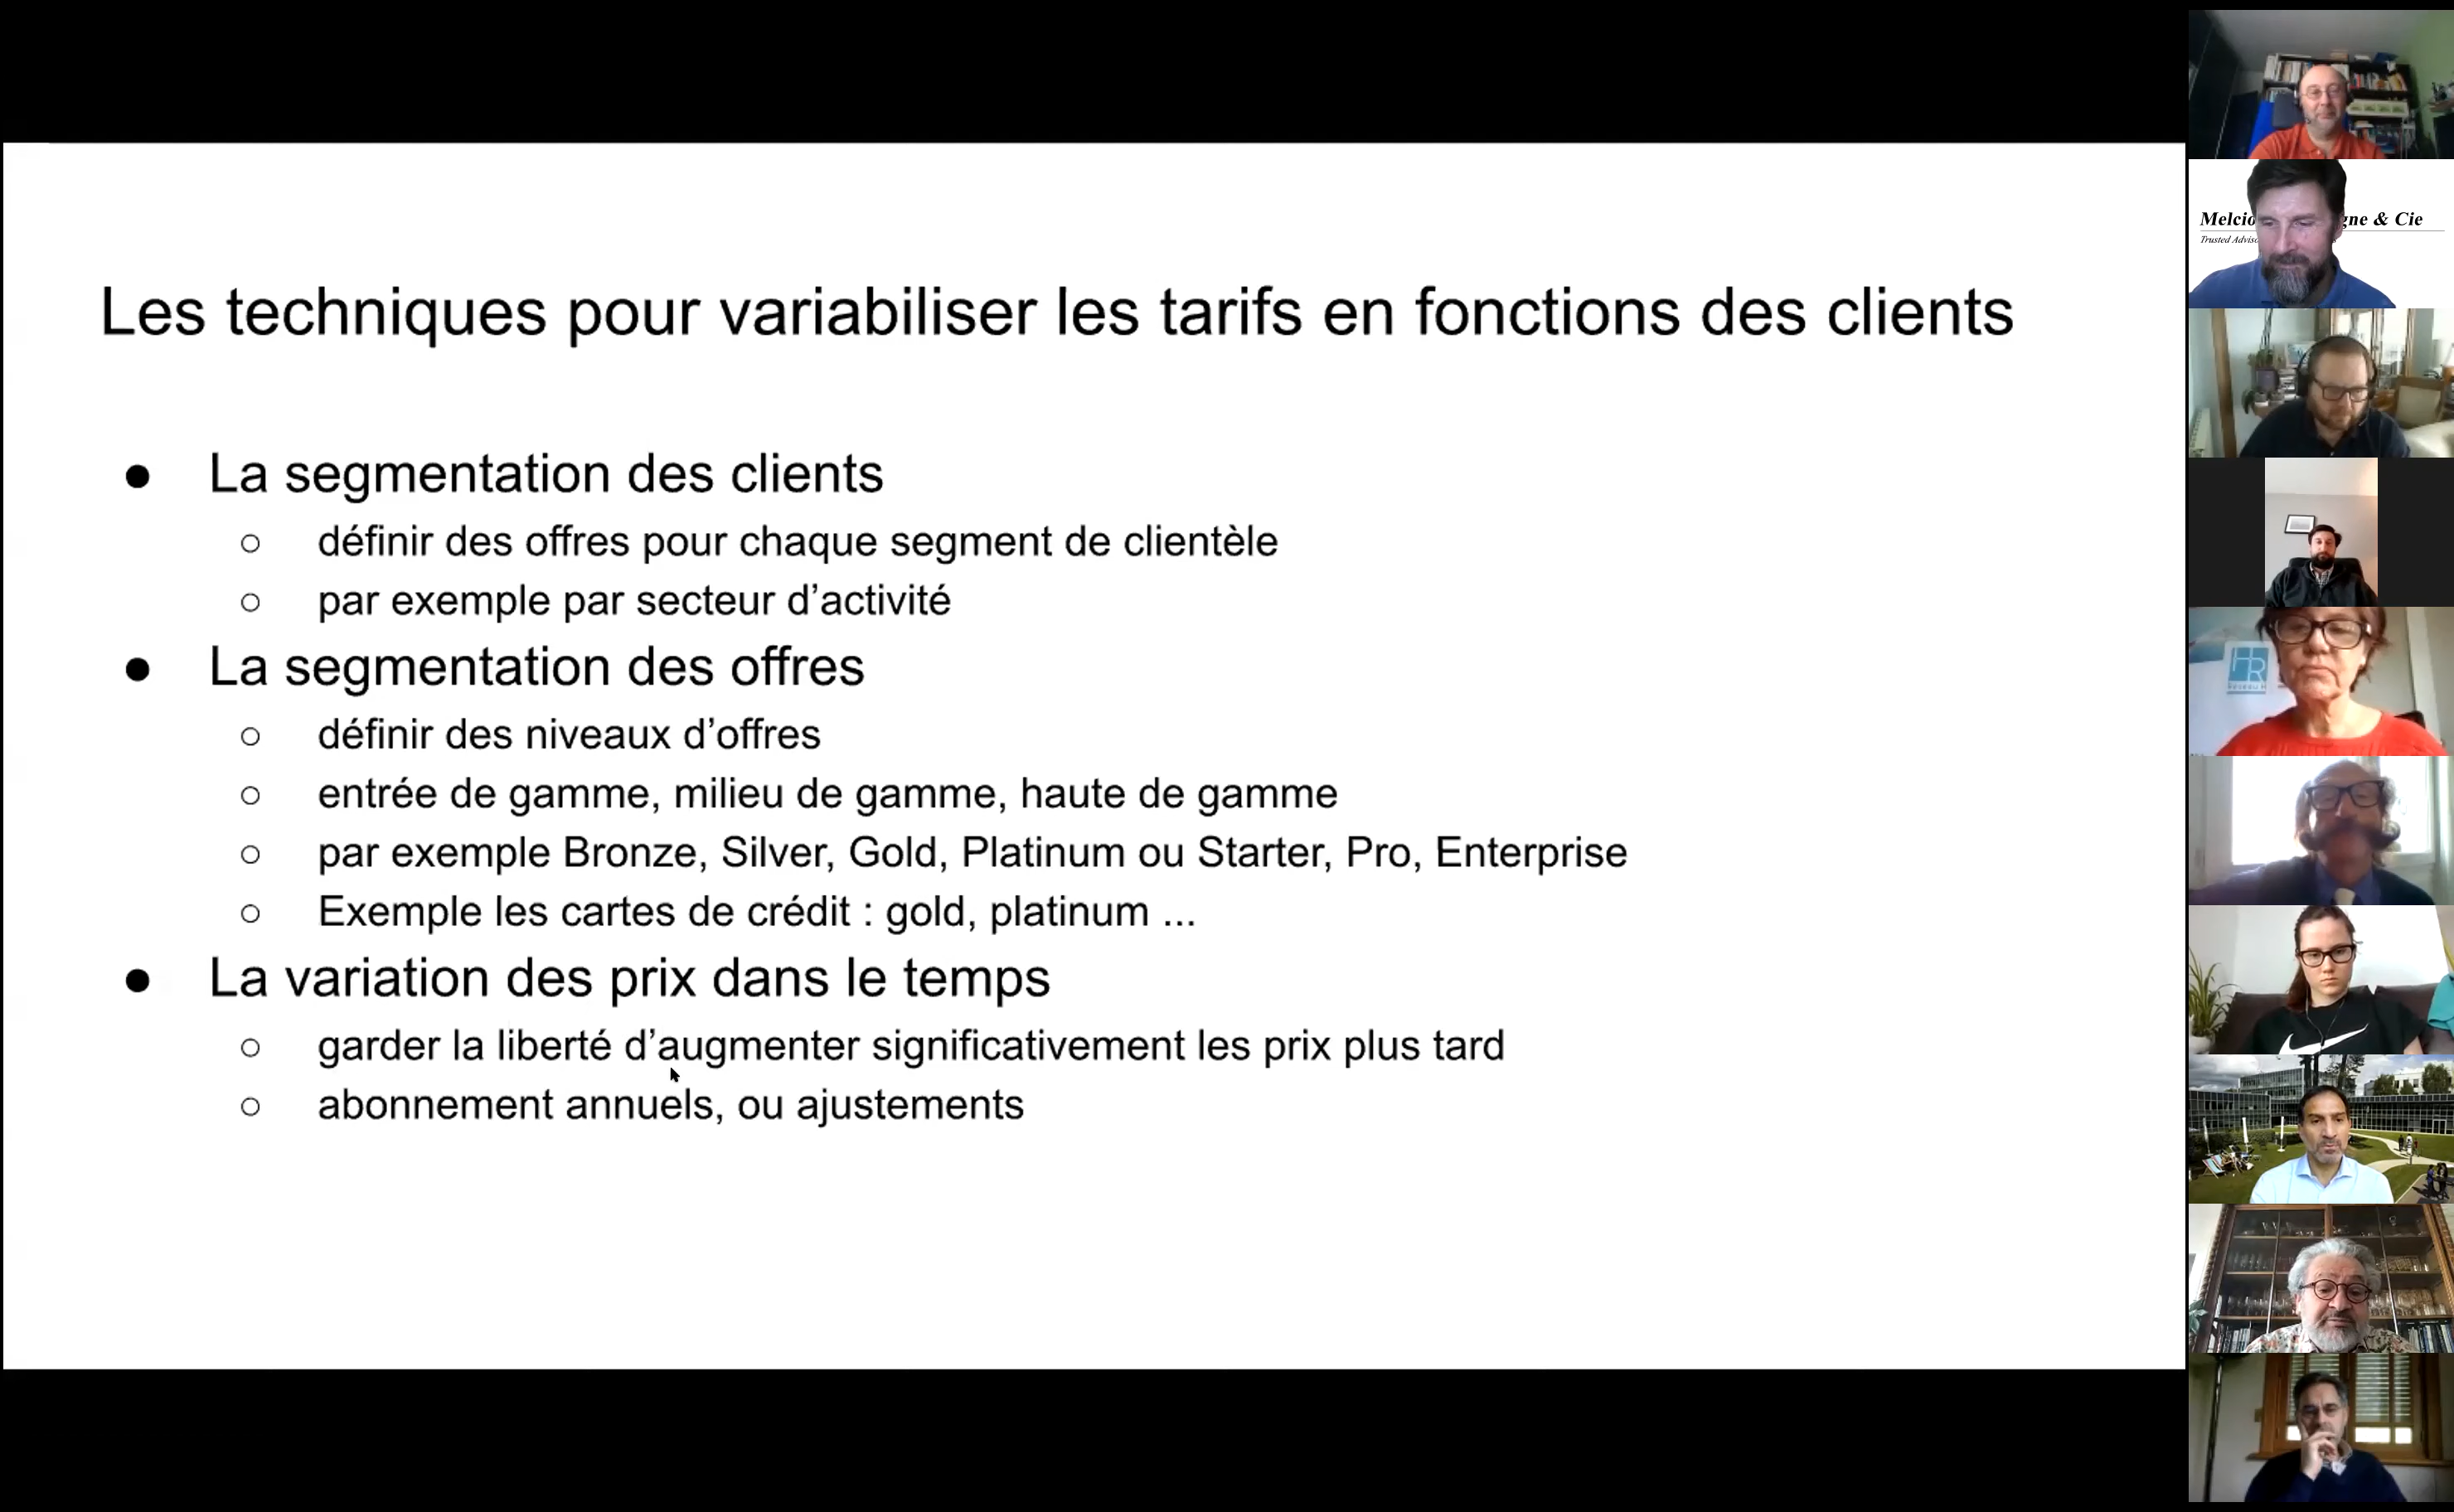 Les techniques pour variabiliser les tarifs en fonctions des clients
● La segmentation des clients
○ définir des offres pour chaque segment de clientèle
○ par exemple par secteur d’activité
● La segmentation des offres
○ définir des niveaux d’offres
○ entrée de gamme, milieu de gamme, haute de gamme
○ par exemple Bronze, Silver, Gold, Platinum ou Starter, Pro, Enterprise
○ Exemple les cartes de crédit : gold, platinum ...
● La variation des prix dans le temps
○ garder la liberté d’augmenter significativement les prix plus tard
○ abonnement annuels, ou ajustements
& Cie
Trusted
HR